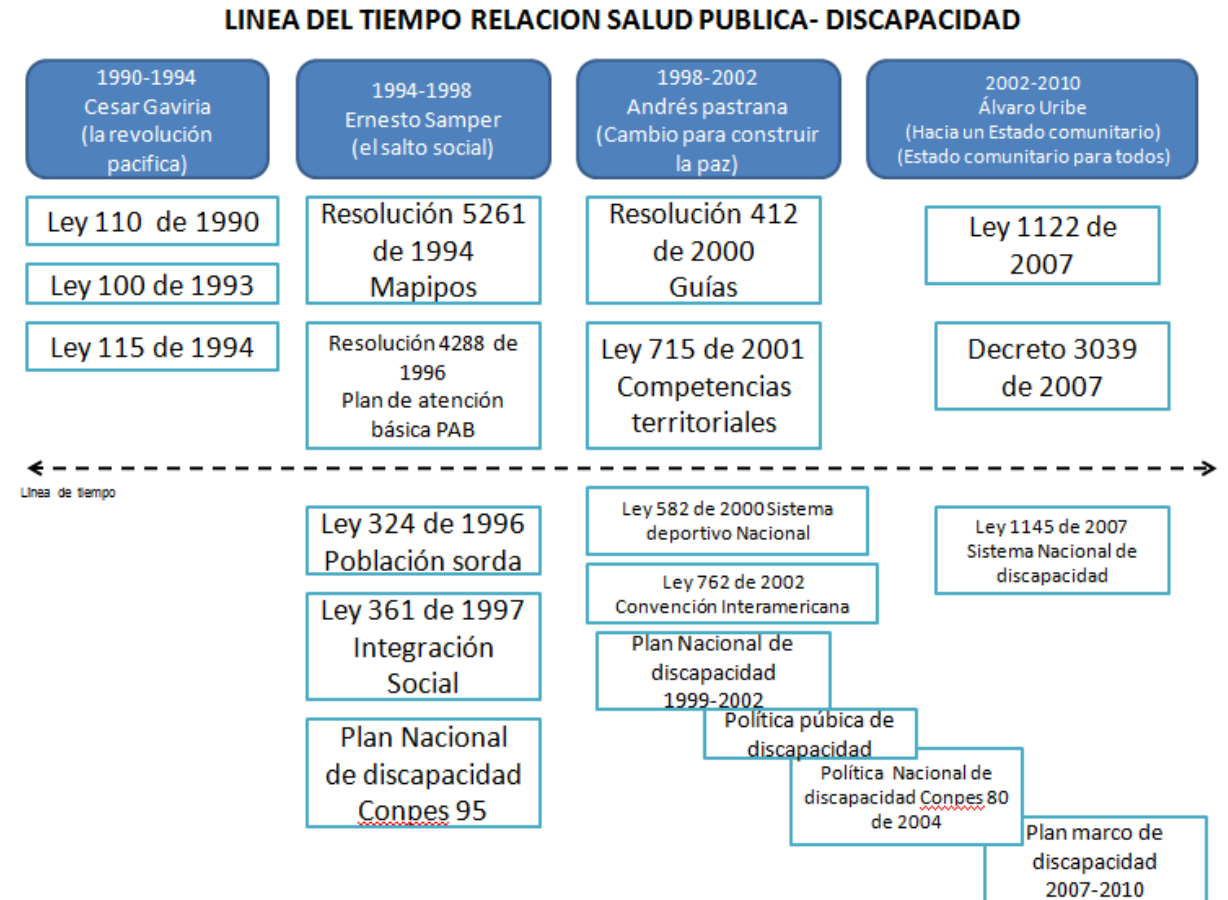 LINEA DEL TIEMPO RELACION SALUD PUBLICA- DISCAPACIDAD
1990-1994
Cesar Gaviria
(la revolución
pacifica)
1994-1998
Ernesto Samper
(el salto social)
1998-2002
Andrés pastrana
(Cambio para construir
la paz)
2002-2010
Álvaro Uribe
(Hacia un Estado comunitario)
(Estado comunitario para todos)
Ley 110 de 1990
Ley 100 de 1993
Ley 115 de 1994
Resolución 5261
de 1994
Mapipos
Resolución 4288 de
1996
Plan de atención
básica PAB
Resolución 412
de 2000
Guías
Ley 715 de 2001
Competencias
territoriales
Ley 1122 de
2007
Decreto 3039
de 2007
Línea de tiempo
Ley 324 de 1996
Población sorda
Ley 361 de 1997
Integración
Social
Plan Nacional
de discapacidad
Conpes 95
Ley 582 de 2000 Sistema
deportivo Nacional
Ley 762 de 2002
Convención Interamericana
Plan Nacional de
discapacidad
1999-2002
Política púbica de
discapacidad
Política Nacional de
discapacidad Conpes 80
de 2004
Ley 1145 de 2007
Sistema Nacional de
discapacidad
Plan marco de
discapacidad
2007-2010